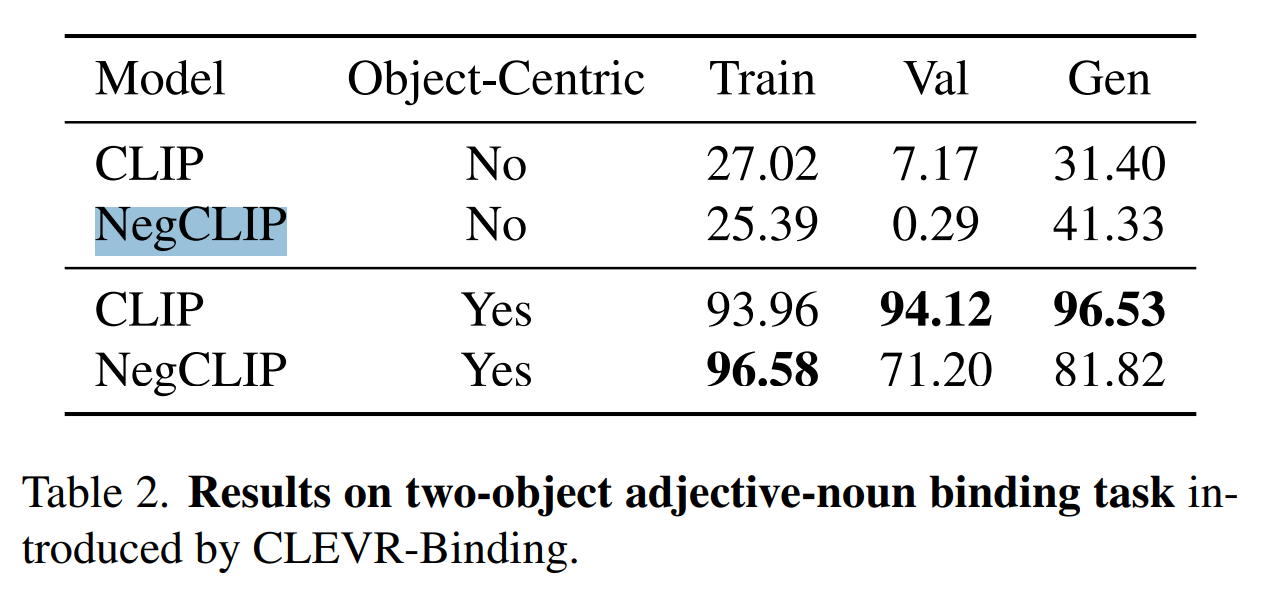 Model Object-Centric Train Val Gen
CLIP No 27.02 7.17 31.40
NegCLIP No 25.39 0.29 41.33
CLIP Yes 93.96 94.12 96.53
NegCLIP Yes 96.58 71.20 81.82
Table 2. Results on two-object adjective-noun binding task in-
troduced by CLEVR-Binding.